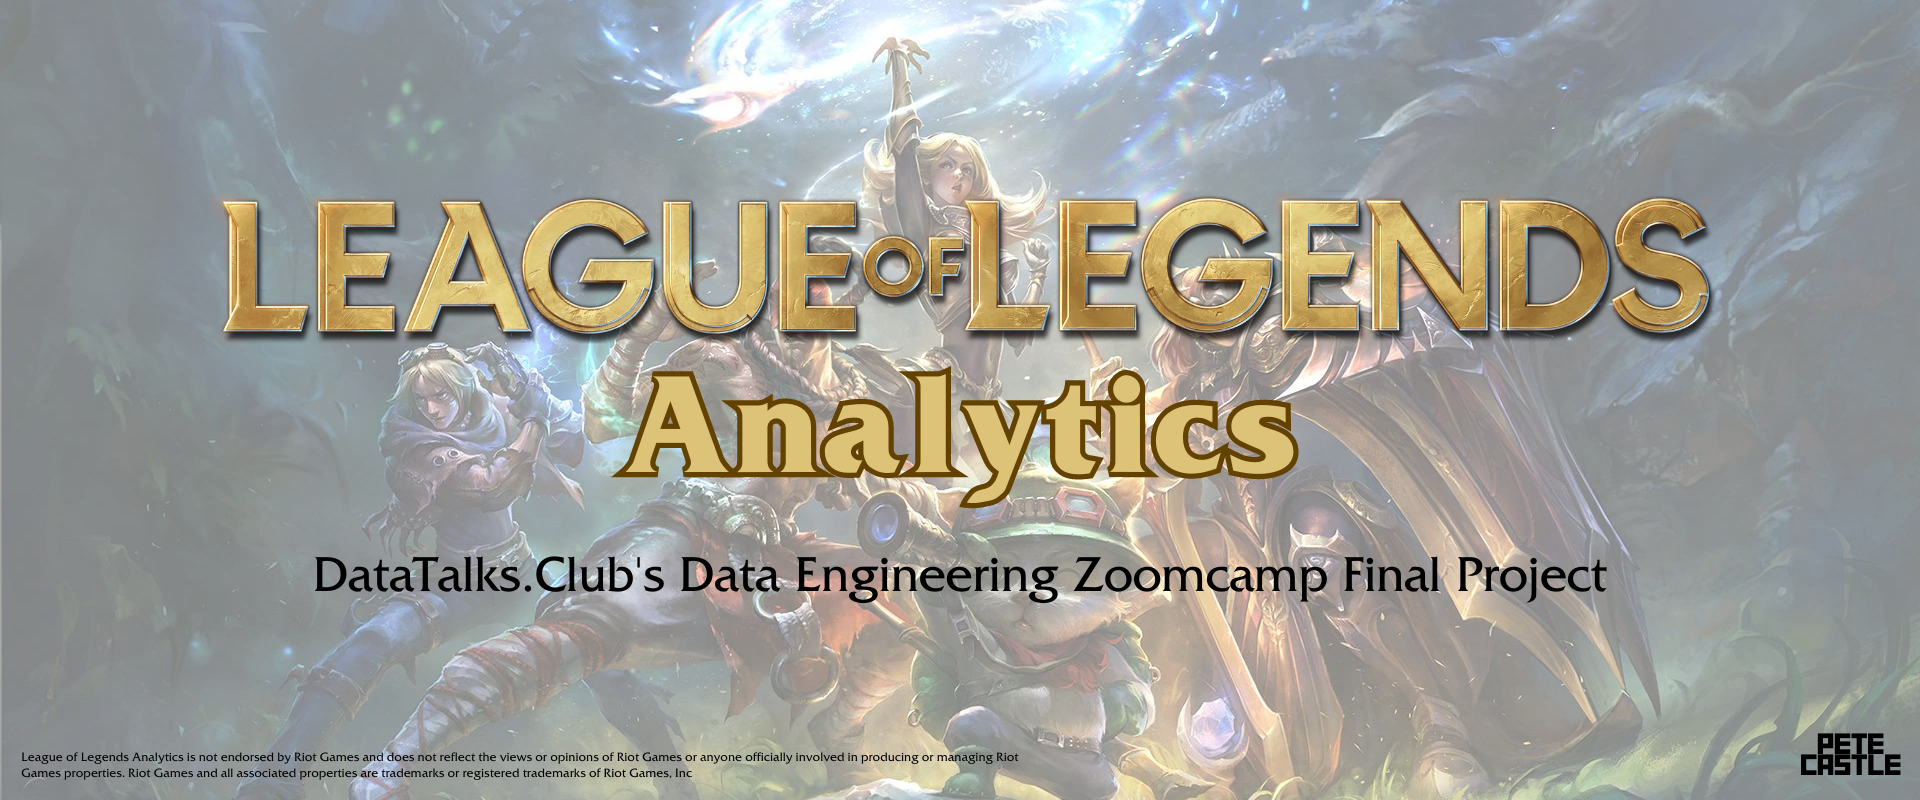 LEAGUE OF LEGENDS
Analytics
DataTalks.Club's Data Engineering Zoomcamp Final Project
League of Legends Analytics is not endorsed by Riot Games and does not reflect the views or opinions of Riot Games or anyone officially involved in producing or managing Riot
Games properties. Riot Games and all associated properties are trademarks or registered trademarks of Riot Games, Inc
PETE
CASTLE